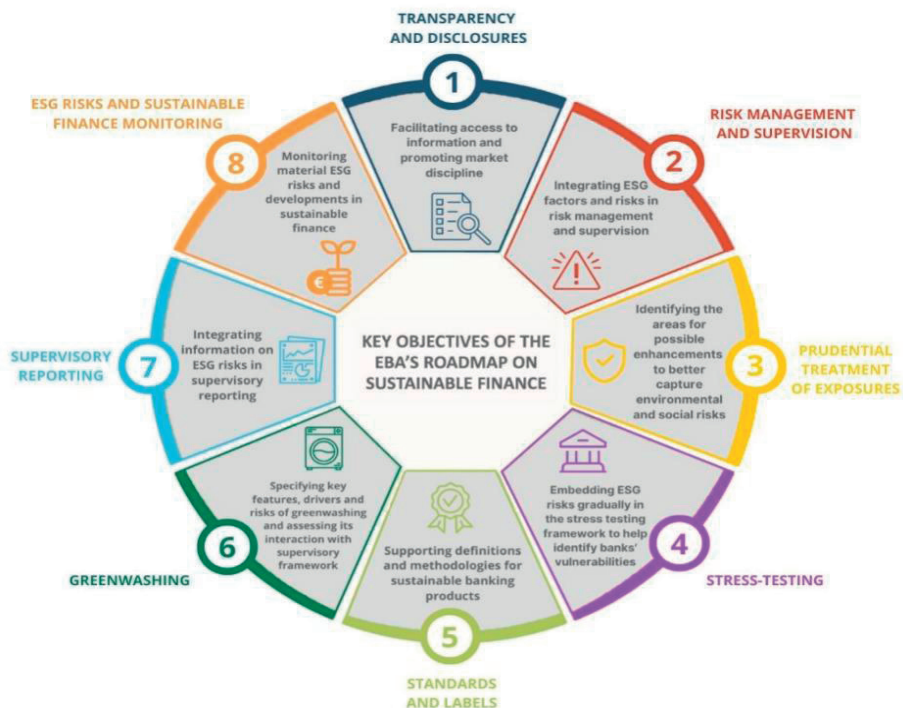 TRANSPARENCY
AND DISCLOSURES
1
Facilitating access to
information and
promoting market
discipline
RISK MANAGEMENT
AND SUPERVISION
2
Integrating ESG
factors and risks in
risk management
and supervision
PRUDENTIAL
TREATMENT
OF EXPOSURES
3
Identifying the
areas for
possible
enhancements
to better
capture
environmental
and social risks
STRESS-TESTING
4
Embedding ESG
risks gradually in
the stress testing
framework to help
identify banks'
vulnerabilities
STANDARDS
AND LABELS
5
Supporting definitions
and methodologies for
sustainable banking
products
GREENWASHING
6
Specifying key
features, drivers and
risks of greenwashing
and assessing its
interaction with
supervisory
framework
SUPERVISORY
REPORTING
7
Integrating
information on
ESG risks in
supervisory
reporting
ESG RISKS AND SUSTAINABLE
FINANCE MONITORING
8
Monitoring
material ESG
risks and
developments in
sustainable
finance
€
KEY OBJECTIVES OF THE
EBA'S ROADMAP ON
SUSTAINABLE FINANCE